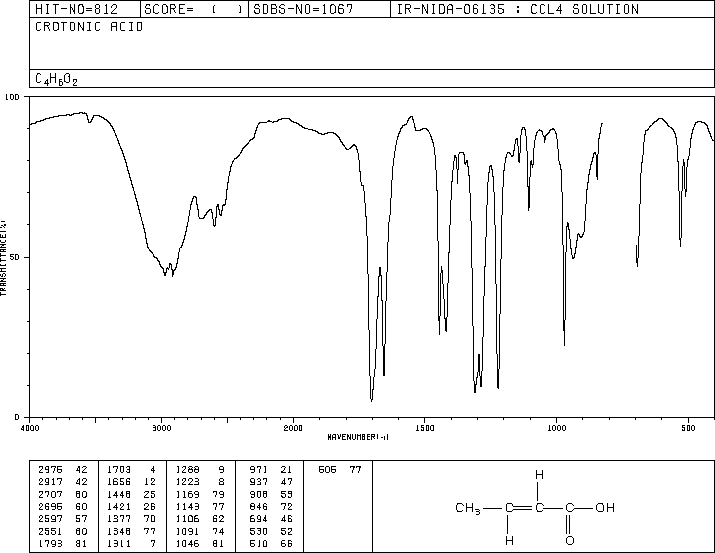 HIT-NO=812 SCORE= ( ) SDBS-NO=1067 IR-NIDA-06135 : CCL4 SOLUTION
CROTONIC ACID
C4H6O2
100
50
0
TRANSMITTANCE(%)
4000 3000 2000 1500 1000 500
WAVENUMBER(-1)
2975 42 1703 4 1288 9 971 21 505 77
2917 42 1656 12 1223 8 937 47
2707 60 1448 25 1169 79 908 53
2695 60 1421 26 1143 77 846 72
2597 57 1377 70 1106 62 694 46
2551 60 1348 77 1091 74 530 52
1793 81 1311 7 1046 81 510 66
H
CH3 C C C OH
H O